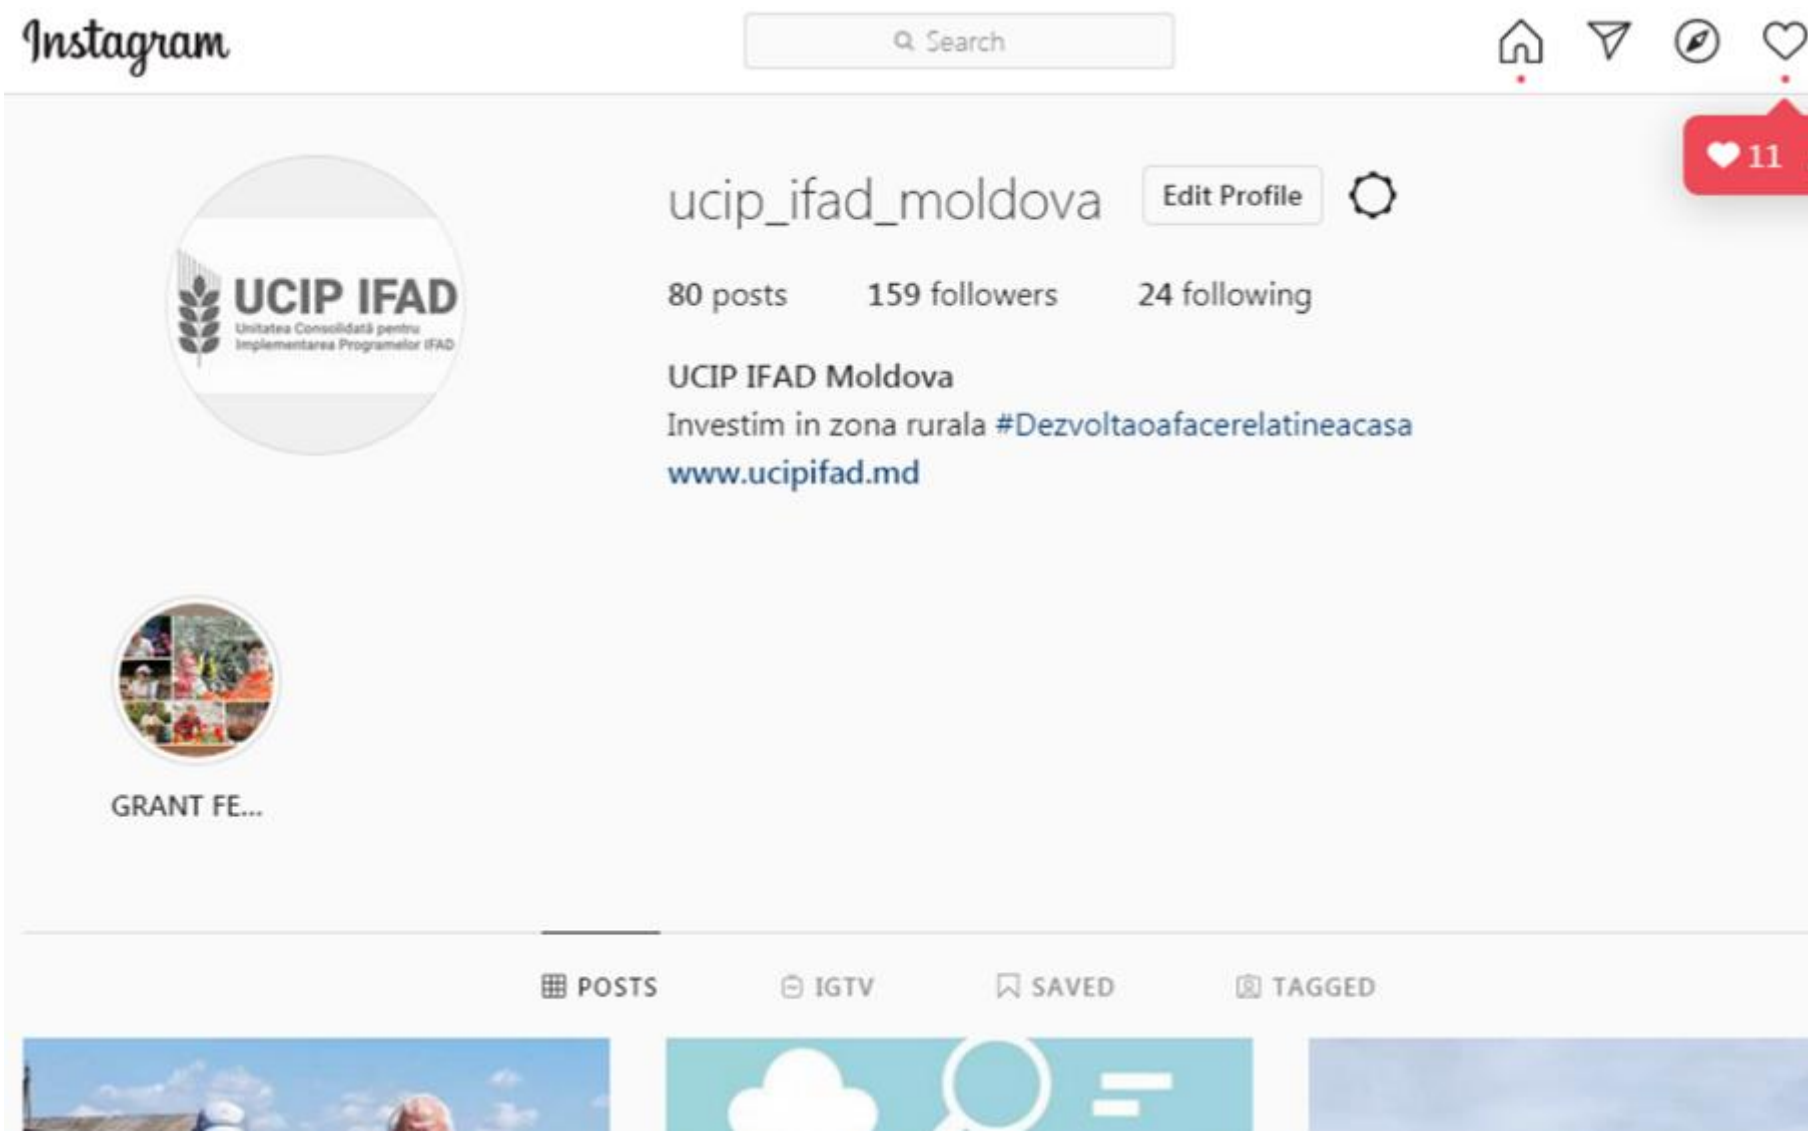 Instagram
Search
11
ucip_ifad_moldova Edit Profile
UCIP IFAD
Unitatea Consolidată pentru
Implementarea Programelor IFAD
80 posts 159 followers 24 following
UCIP IFAD Moldova
Investim in zona rurala #Dezvoltaoafacerelatineacasa
www.ucipifad.md
GRANT FE...
POSTS IGTV SAVED TAGGED